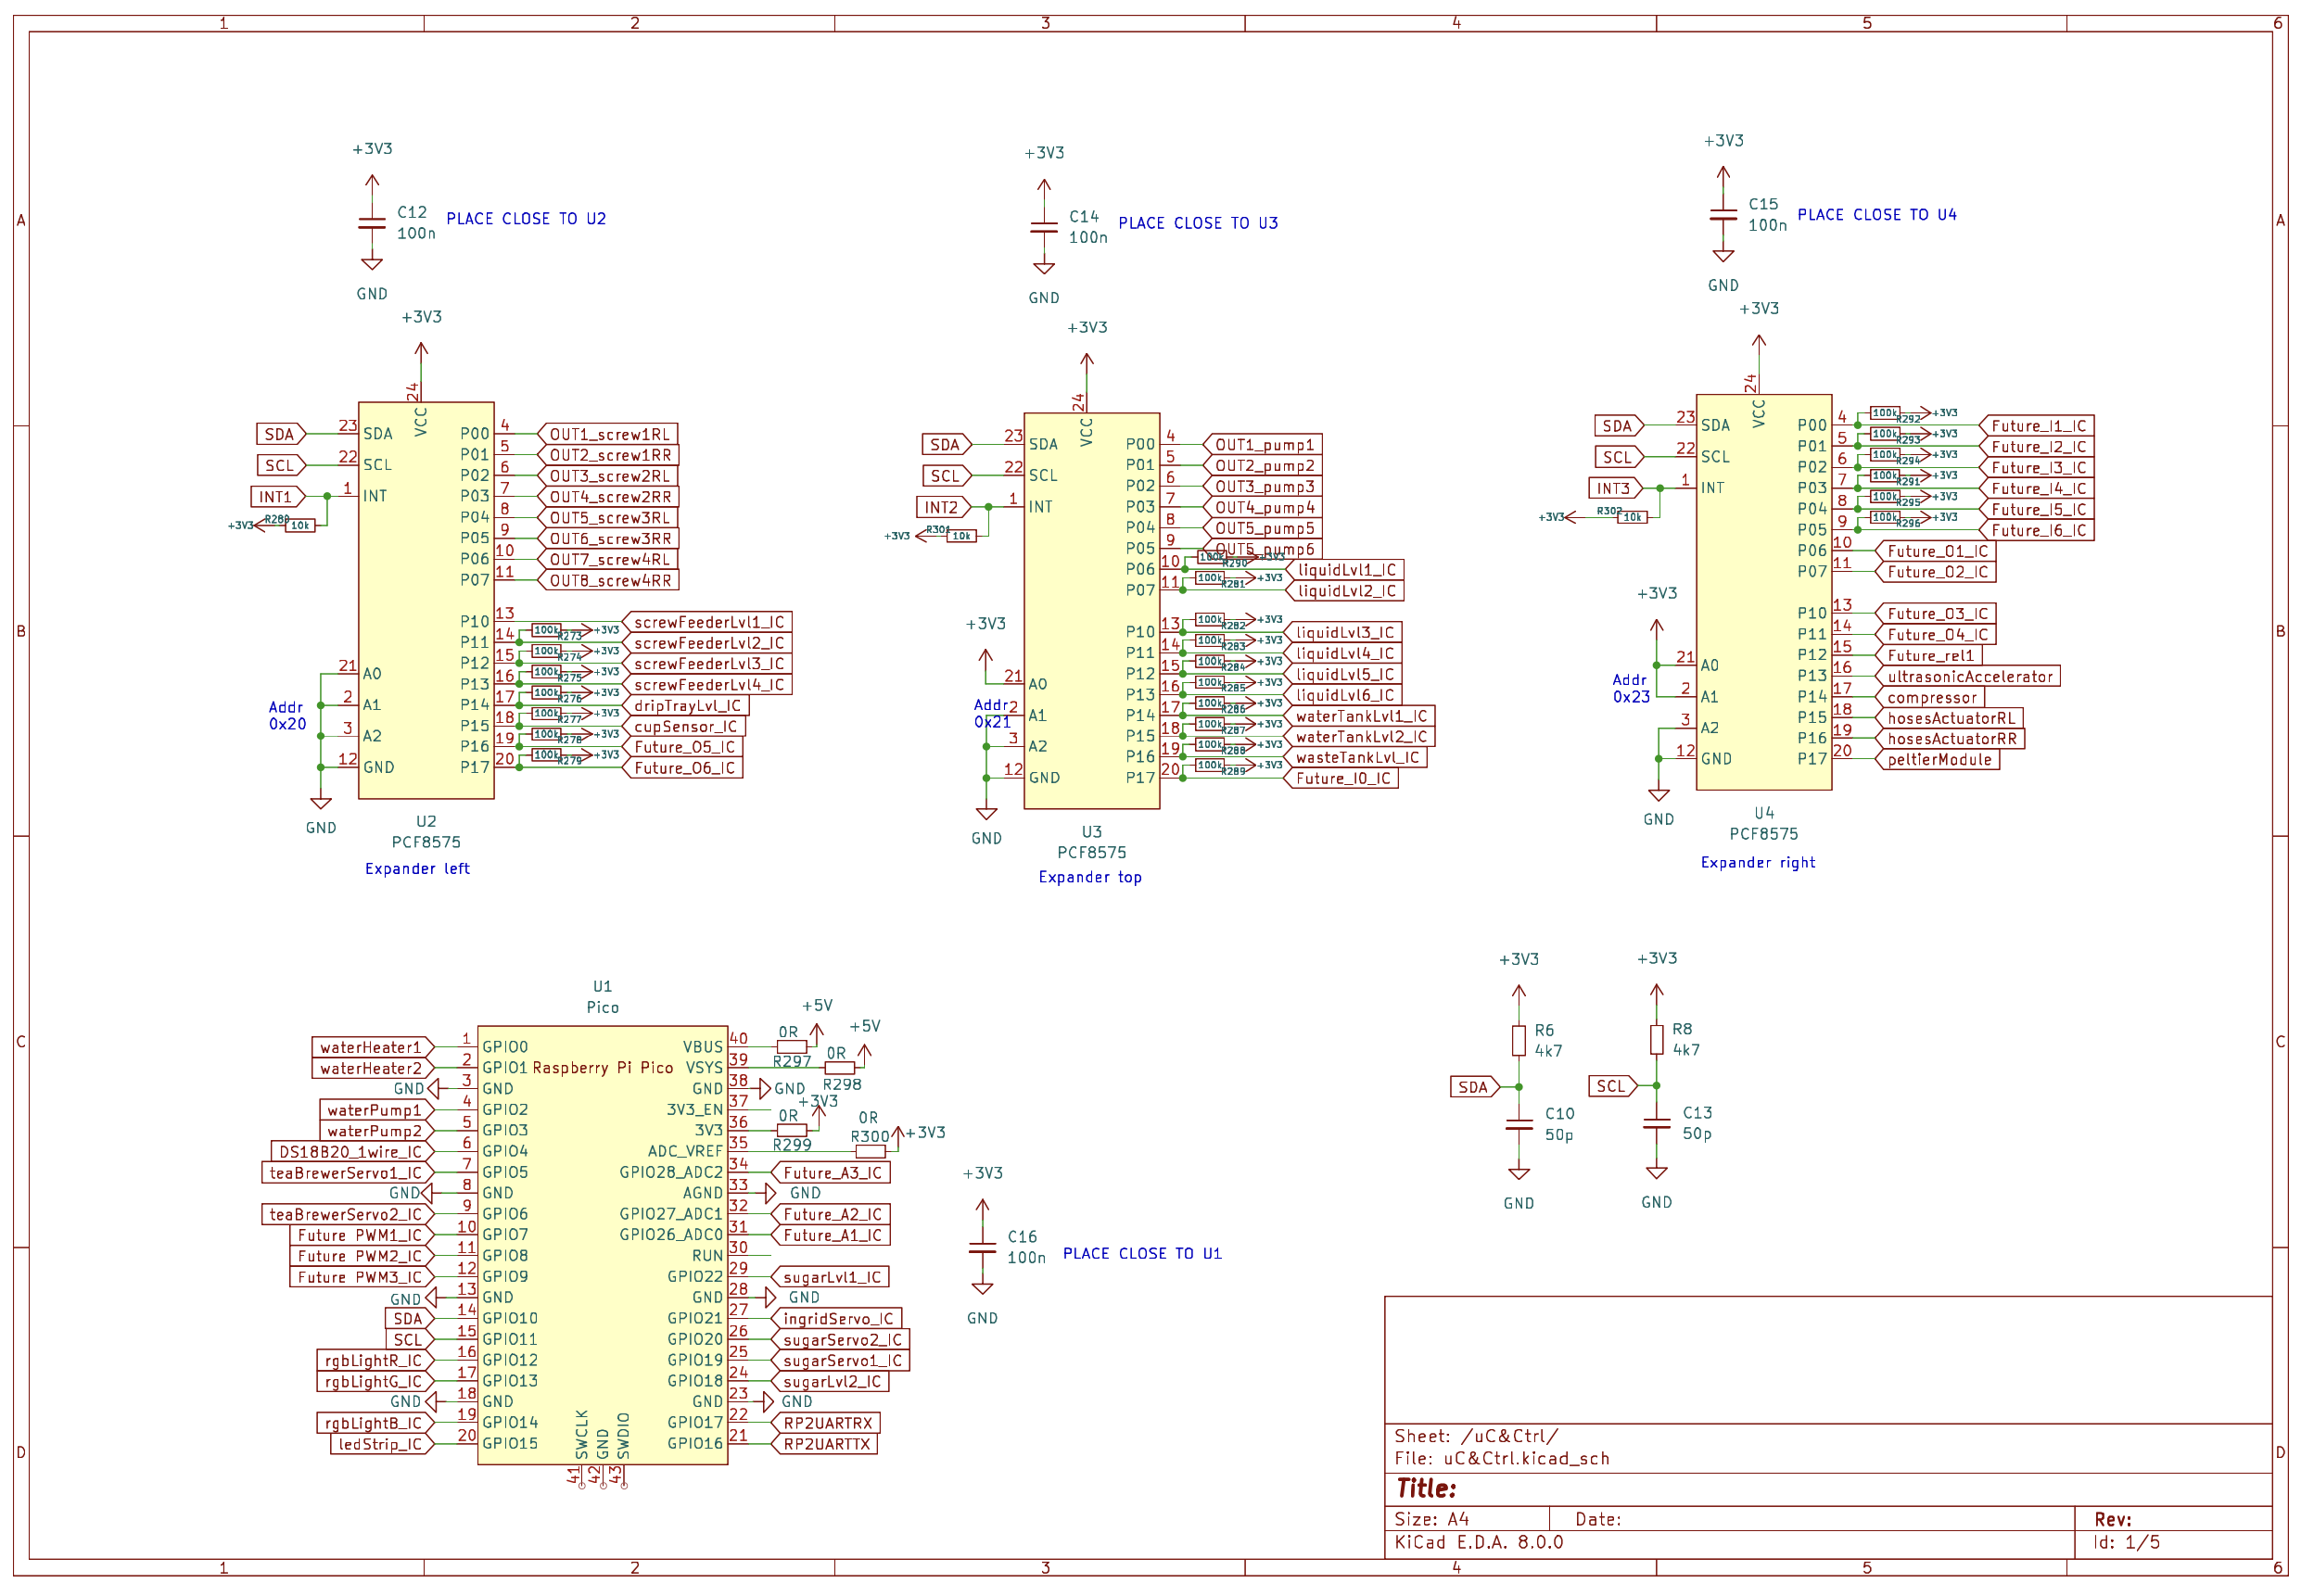 1 2 3 4 5 6
A
B
C
D
A
B
C
D
1 2 3 4 5 6
+3V3
C12
100n
PLACE CLOSE TO U2
GND
+3V3
24
VCC
SDA 23 SDA
SCL 22 SCL
INT1 1 INT
+3V3 10k
21 A0
2 A1
3 A2
12 GND
Addr
0x20
GND
P00 4 OUT1_screw1RL
P01 5 OUT2_screw1RR
P02 6 OUT3_screw2RL
P03 7 OUT4_screw2RR
P04 8 OUT5_screw3RL
P05 9 OUT6_screw3RR
P06 10 OUT7_screw4RL
P07 11 OUT8_screw4RR
P10 13 screwFeederLvl1_IC
100k R273 +3V3
P11 14 screwFeederLvl2_IC
100k R274 +3V3
P12 15 screwFeederLvl3_IC
100k R275 +3V3
P13 16 screwFeederLvl4_IC
100k R276 +3V3
P14 17 dripTrayLvl_IC
100k R277 +3V3
P15 18 cupSensor_IC
100k R278 +3V3
P16 19 Future_O5_IC
100k R279 +3V3
P17 20 Future_O6_IC
U2
PCF8575
Expander left
+3V3
C14
100n
PLACE CLOSE TO U3
GND
+3V3
24
VCC
SDA 23 SDA
SCL 22 SCL
INT2 1 INT
+3V3 R301 10k
+3V3
21 A0
2 A1
3 A2
12 GND
Addr
0x21
GND
P00 4 OUT1_pump1
P01 5 OUT2_pump2
P02 6 OUT3_pump3
P03 7 OUT4_pump4
P04 8 OUT5_pump5
P05 9 OUT5_pump6
100k R290 +3V3
P06 10 liquidLvl1_IC
100k R281 +3V3
P07 11 liquidLvl2_IC
100k R282 +3V3
P10 13 liquidLvl3_IC
100k R283 +3V3
P11 14 liquidLvl4_IC
100k R284 +3V3
P12 15 liquidLvl5_IC
100k R285 +3V3
P13 16 liquidLvl6_IC
100k R286 +3V3
P14 17 waterTankLvl1_IC
100k R287 +3V3
P15 18 waterTankLvl2_IC
100k R288 +3V3
P16 19 wasteTankLvl_IC
100k R289 +3V3
P17 20 Future_I0_IC
U3
PCF8575
Expander top
+3V3
C15
100n
PLACE CLOSE TO U4
GND
+3V3
24
VCC
SDA 23 SDA
SCL 22 SCL
INT3 1 INT
+3V3 R302 10k
+3V3
21 A0
2 A1
3 A2
12 GND
Addr
0x23
GND
100k R292 +3V3
P00 4 Future_I1_IC
100k R293 +3V3
P01 5 Future_I2_IC
100k R294 +3V3
P02 6 Future_I3_IC
100k R291 +3V3
P03 7 Future_I4_IC
100k R295 +3V3
P04 8 Future_I5_IC
100k R296 +3V3
P05 9 Future_I6_IC
P06 10 Future_O1_IC
P07 11 Future_O2_IC
P10 13 Future_O3_IC
P11 14 Future_O4_IC
P12 15 Future_rel1
P13 16 ultrasonicAccelerator
P14 17 compressor
P15 18 hosesActuatorRL
P16 19 hosesActuatorRR
P17 20 peltierModule
U4
PCF8575
Expander right
U1
Pico
Raspberry Pi Pico
waterHeater1 1 GPIO0
waterHeater2 2 GPIO1
GND 3 GND
waterPump1 4 GPIO2
waterPump2 5 GPIO3
DS18B20_1wire_IC 6 GPIO4
teaBrewerServo1_IC 7 GPIO5
GND 8 GND
teaBrewerServo2_IC 9 GPIO6
Future PWM1_IC 10 GPIO7
Future PWM2_IC 11 GPIO8
Future PWM3_IC 12 GPIO9
GND 13 GND
SDA 14 GPIO10
SCL 15 GPIO11
rgbLightR_IC 16 GPIO12
rgbLightG_IC 17 GPIO13
GND 18 GND
rgbLightB_IC 19 GPIO14
ledStrip_IC 20 GPIO15
SWCLK 41
GND 42
SWDIO 43
VBUS 40 0R R297 +5V
VSYS 39 0R R298 +5V
GND 38 GND
3V3_EN 37
3V3 36 0R R299 +3V3
ADC_VREF 35 0R R300 +3V3
GPIO28_ADC2 34 Future_A3_IC
AGND 33 GND
GPIO27_ADC1 32 Future_A2_IC
GPIO26_ADC0 31 Future_A1_IC
RUN 30
GPIO22 29 sugarLvl1_IC
GND 28 GND
GPIO21 27 ingridServo_IC
GPIO20 26 sugarServo2_IC
GPIO19 25 sugarServo1_IC
GPIO18 24 sugarLvl2_IC
GND 23 GND
GPIO17 22 RP2UARTRX
GPIO16 21 RP2UARTTX
+3V3
C16
100n
PLACE CLOSE TO U1
GND
+3V3
R6
4k7
SDA
C10
50p
GND
+3V3
R8
4k7
SCL
C13
50p
GND
Sheet: /uC&Ctrl/
File: uC&Ctrl.kicad_sch
Title:
Size: A4 Date: Rev:
KiCad E.D.A. 8.0.0 Id: 1/5